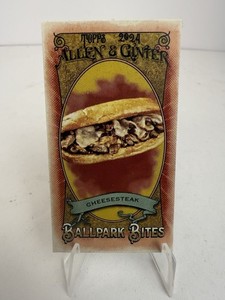 TOPPS 2024
ALLEN & GINTER
CHEESESTEAK
BALLPARK BITES